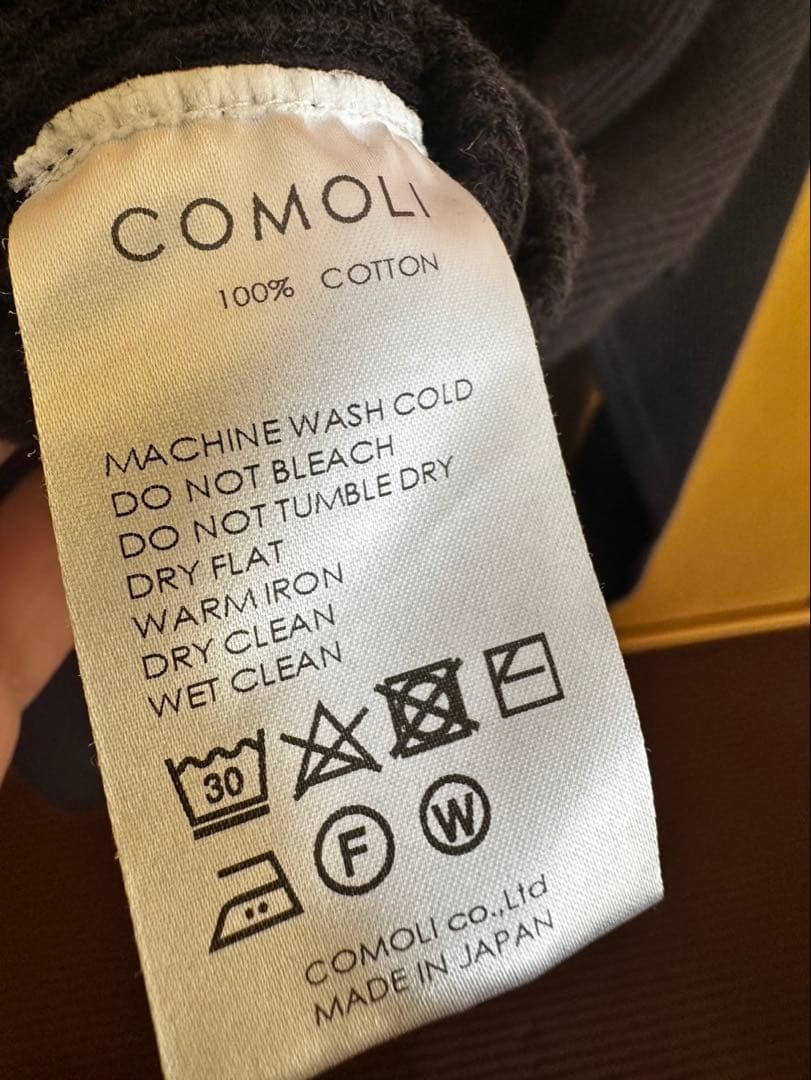 COMOLI
100% COTTON
MACHINE WASH COLD
DO NOT BLEACH
DO NOT TUMBLE DRY
DRY FLAT
WARM IRON
DRY CLEAN
WET CLEAN
30
F W
COMOLI co.,Ltd
MADE IN JAPAN